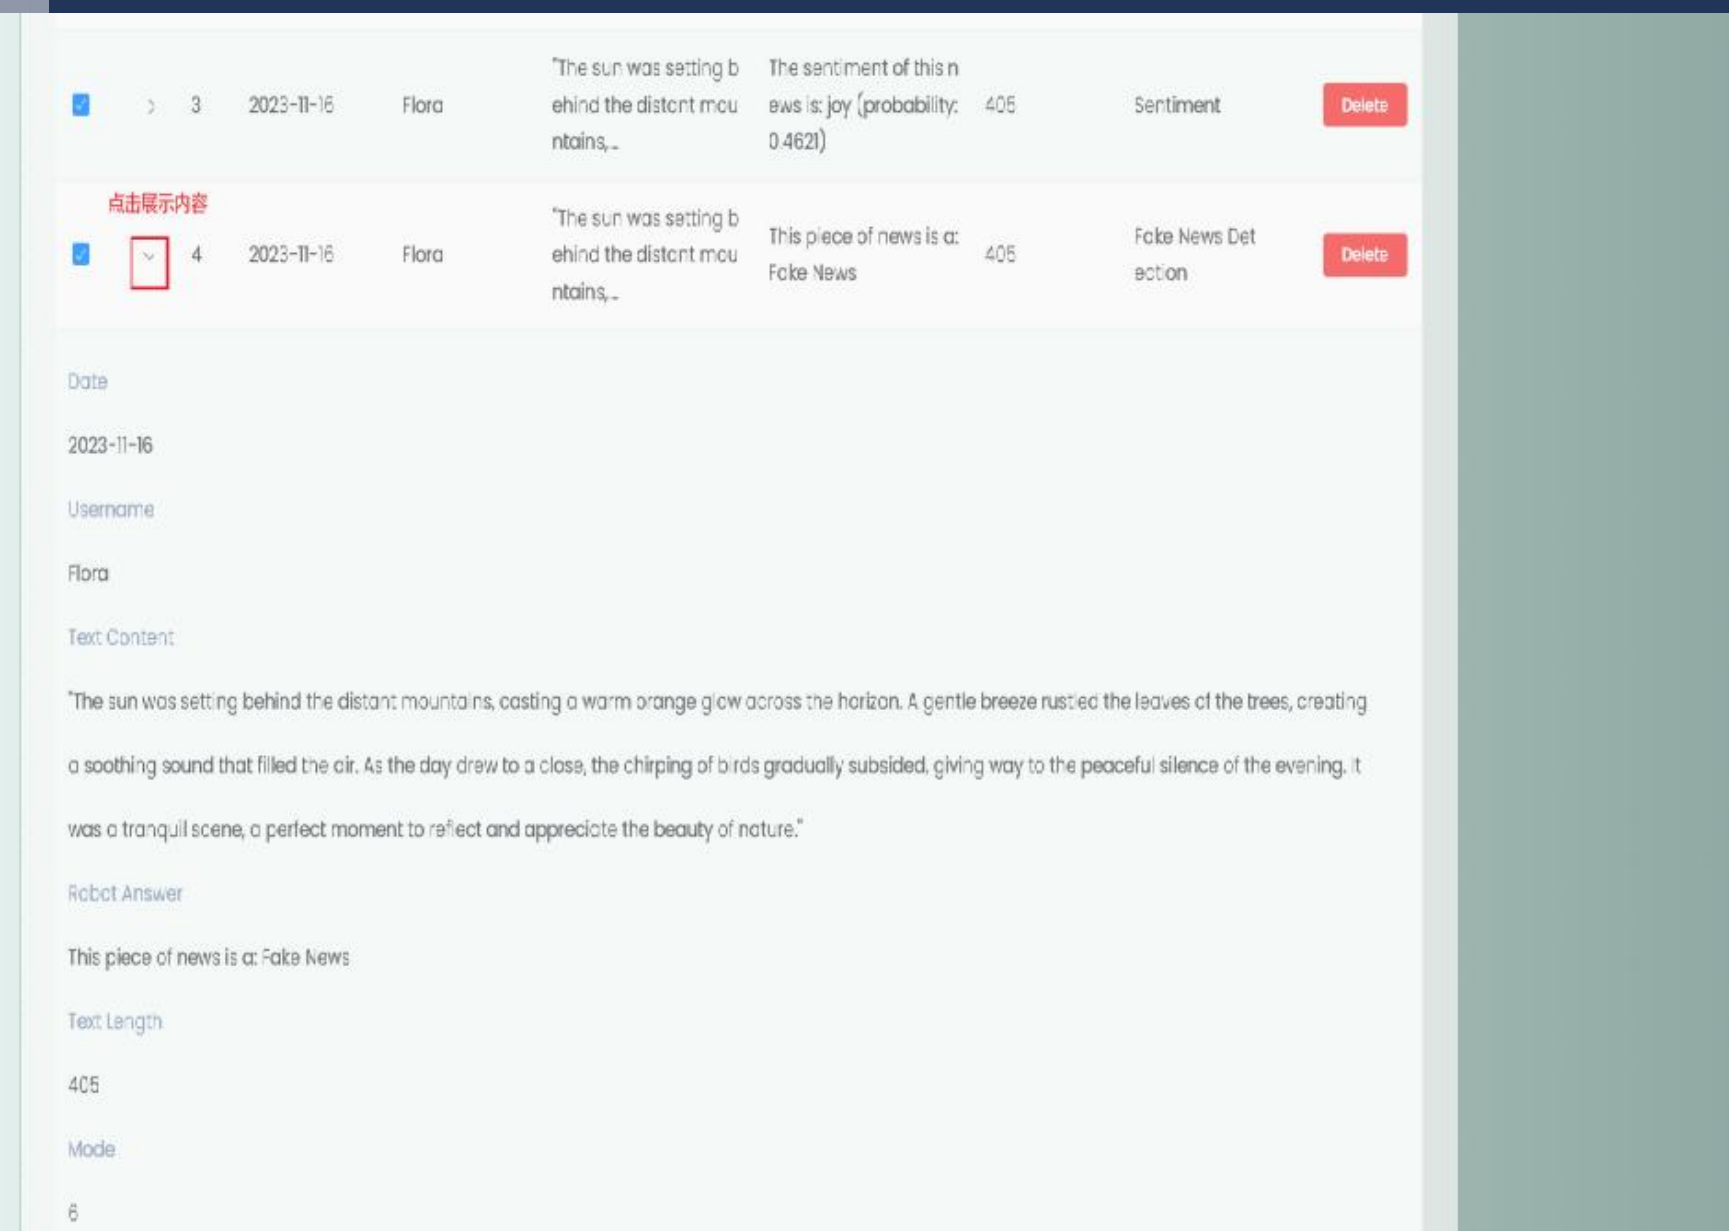 "The sun was setting b The sentiment of this n
3 2023-11-16 Flora ehind the distant mou ews is: joy (probability: 405 Sentiment Delete
ntains,... 0.4621)
点击展示内容
"The sun was setting b
4 2023-11-16 Flora ehind the distant mou This piece of news is a: 405 Fake News Det Delete
ntains,... Fake News ection
Date
2023-11-16
Username
Flora
Text Content
"The sun was setting behind the distant mountains, casting a warm orange glow across the horizon. A gentle breeze rustled the leaves of the trees, creating
a soothing sound that filled the air. As the day drew to a close, the chirping of birds gradually subsided, giving way to the peaceful silence of the evening. It
was a tranquil scene, a perfect moment to reflect and appreciate the beauty of nature."
Robot Answer
This piece of news is a: Fake News
Text Length
405
Mode
6